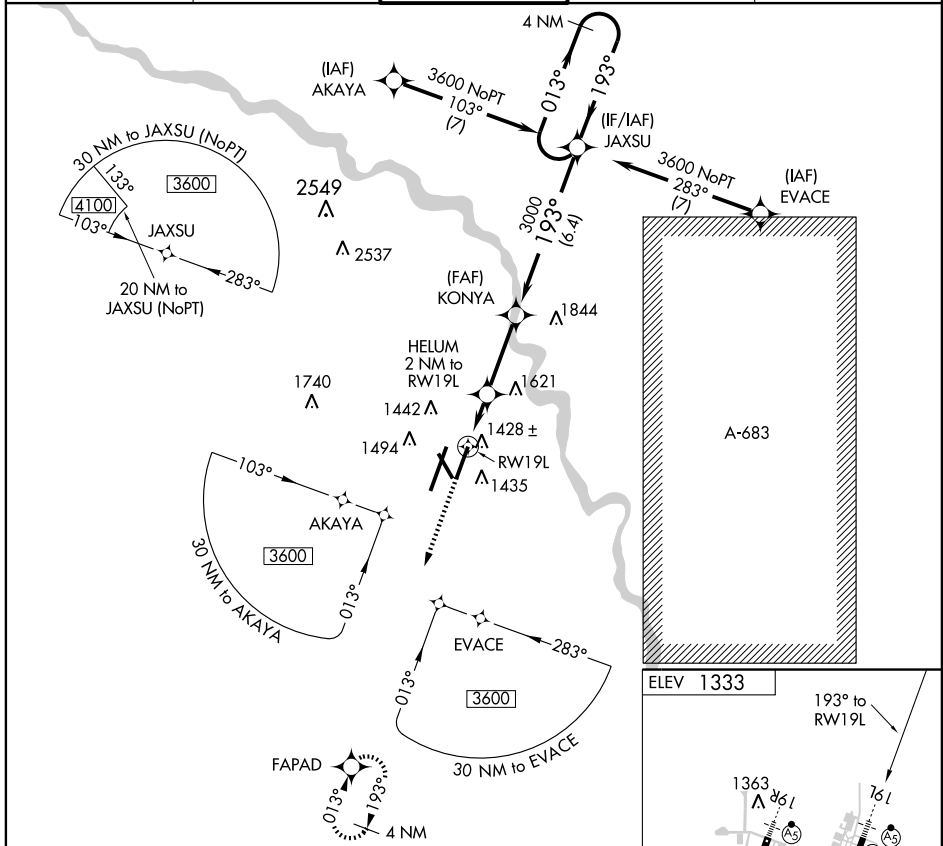 4 NM
(IAF)
AKAYA
3600 NoPT
103°
(7)
013°
193°
(IF/IAF)
JAXSU
3600 NoPT
283°
(7)
(IAF)
EVACE
30 NM to JAXSU (NoPT)
133°
3600
4100
103°
JAXSU
283°
20 NM to
JAXSU (NoPT)
2549
2537
3000
193°
(6.4)
(FAF)
KONYA
1844
HELUM
2 NM to
RW19L
1621
1740
1442
1494
1428 ±
RW19L
1435
A-683
103°
AKAYA
3600
013°
30 NM to AKAYA
EVACE
283°
013°
3600
30 NM to EVACE
FAPAD
013°
193°
4 NM
ELEV 1333
193° to
RW19L
1363
19R
19L
A5
A5